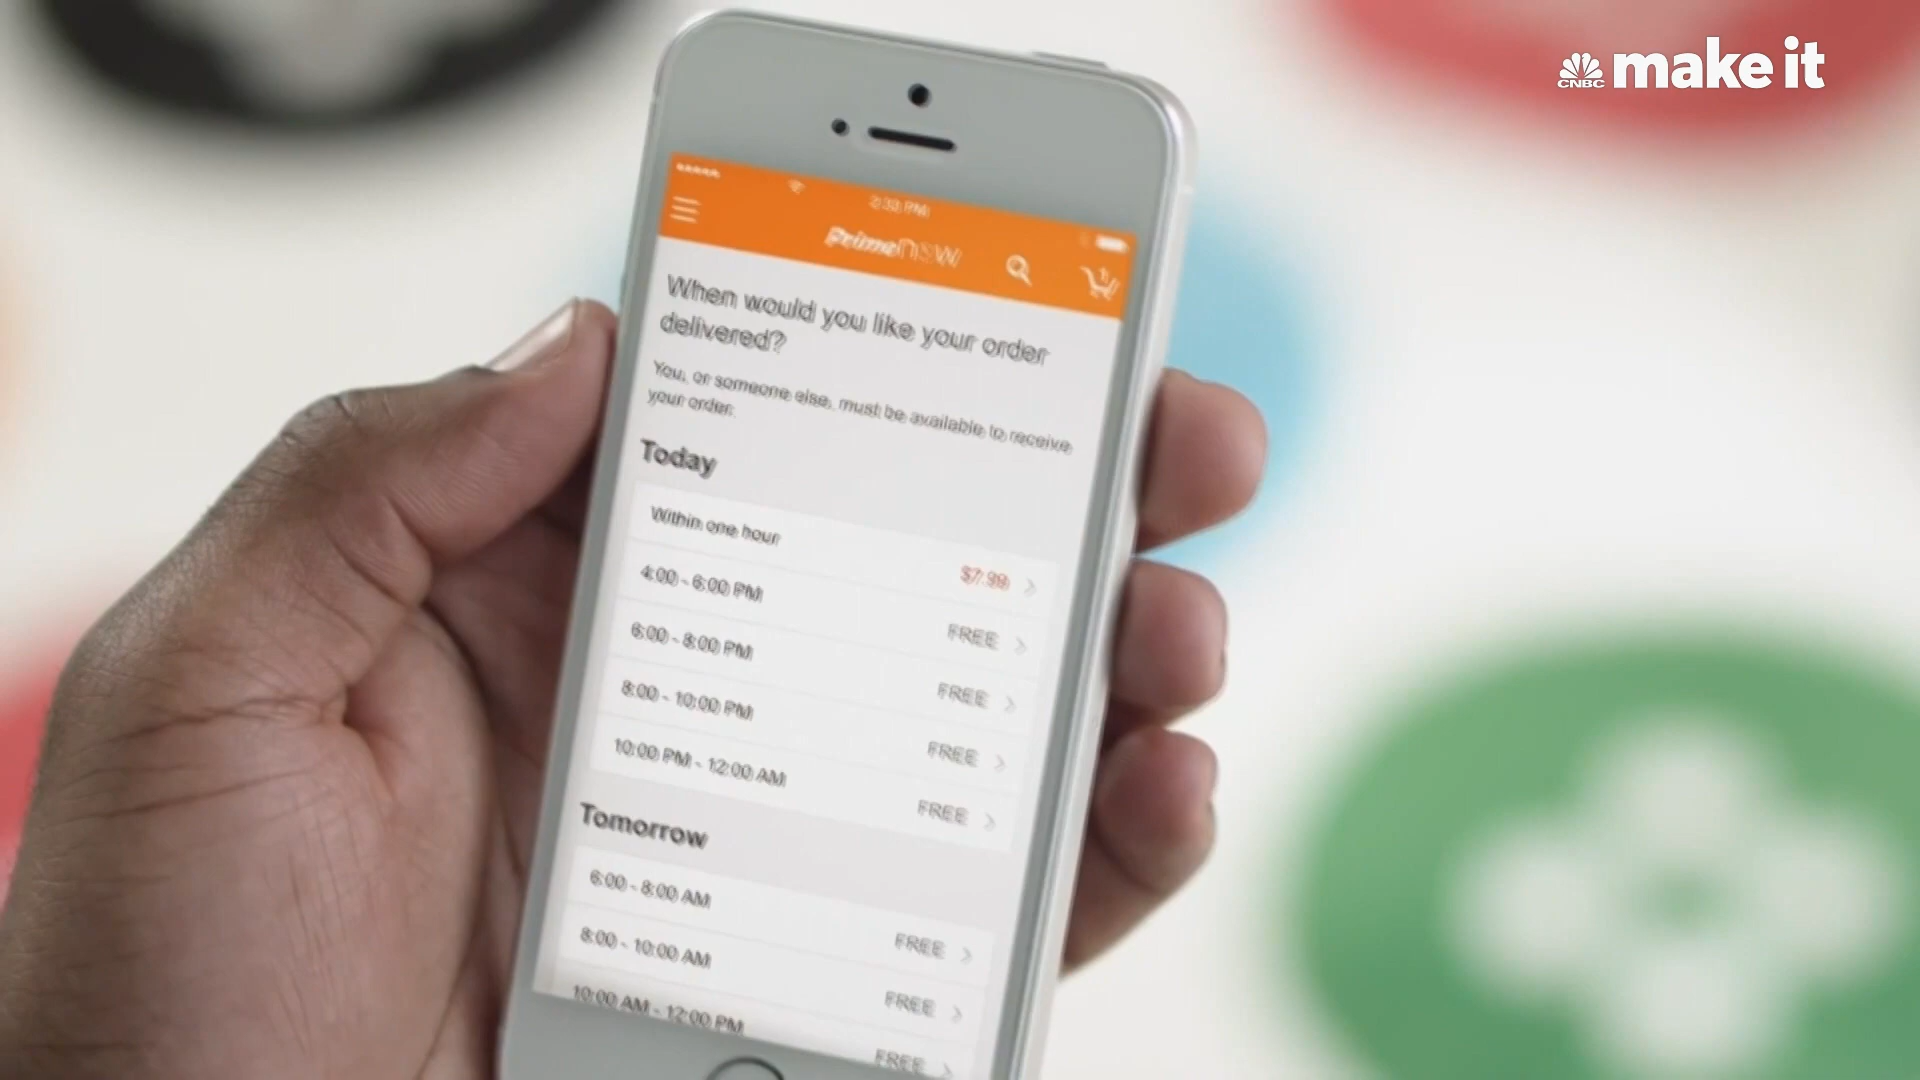 CNBC make it
2:33 PM
Prime now
1
When would you like your order
delivered?
You, or someone else, must be available to receive
your order.
Today
Within one hour $7.99
4:00 - 6:00 PM FREE
6:00 - 8:00 PM FREE
8:00 - 10:00 PM FREE
10:00 PM - 12:00 AM FREE
Tomorrow
6:00 - 8:00 AM FREE
8:00 - 10:00 AM FREE
10:00 AM - 12:00 PM FREE